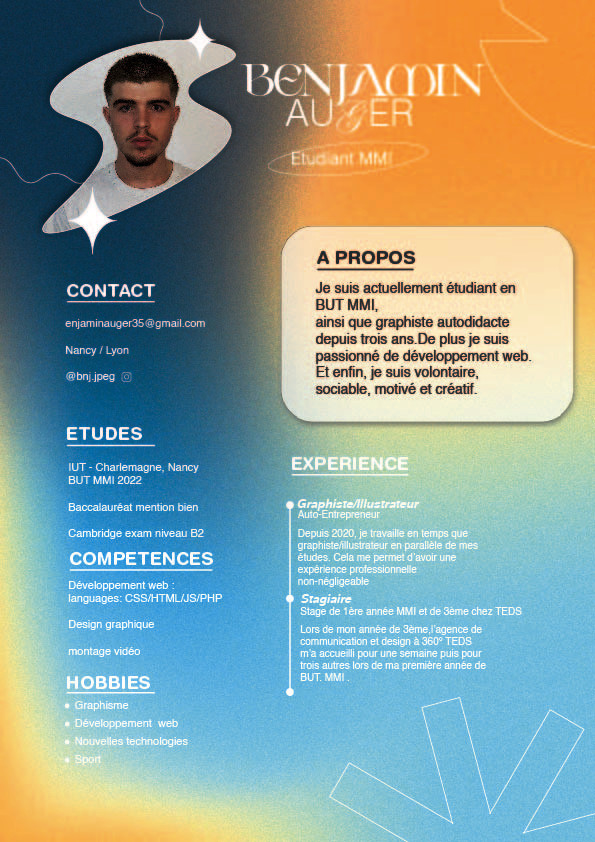 BENJAMIN
AUGER
Etudiant MMI
A PROPOS
Je suis actuellement étudiant en
BUT MMI,
ainsi que graphiste autodidacte
depuis trois ans.De plus je suis
passionné de développement web.
Et enfin, je suis volontaire,
sociable, motivé et créatif.
CONTACT
enjaminauger35@gmail.com
Nancy / Lyon
@bnj.jpeg
ETUDES
IUT - Charlemagne, Nancy
BUT MMI 2022
Baccalauréat mention bien
Cambridge exam niveau B2
COMPETENCES
Développement web :
languages: CSS/HTML/JS/PHP
Design graphique
montage vidéo
HOBBIES
Graphisme
Développement web
Nouvelles technologies
Sport
EXPERIENCE
Graphiste/Illustrateur
Auto-Entrepreneur
Depuis 2020, je travaille en temps que
graphiste/illustrateur en parallèle de mes
études. Cela me permet d'avoir une
expérience professionnelle
non-négligeable
Stagiaire
Stage de 1ère année MMI et de 3ème chez TEDS
Lors de mon année de 3ème,l'agence de
communication et design à 360° TEDS
m'a accueilli pour une semaine puis pour
trois autres lors de ma première année de
BUT. MMI .